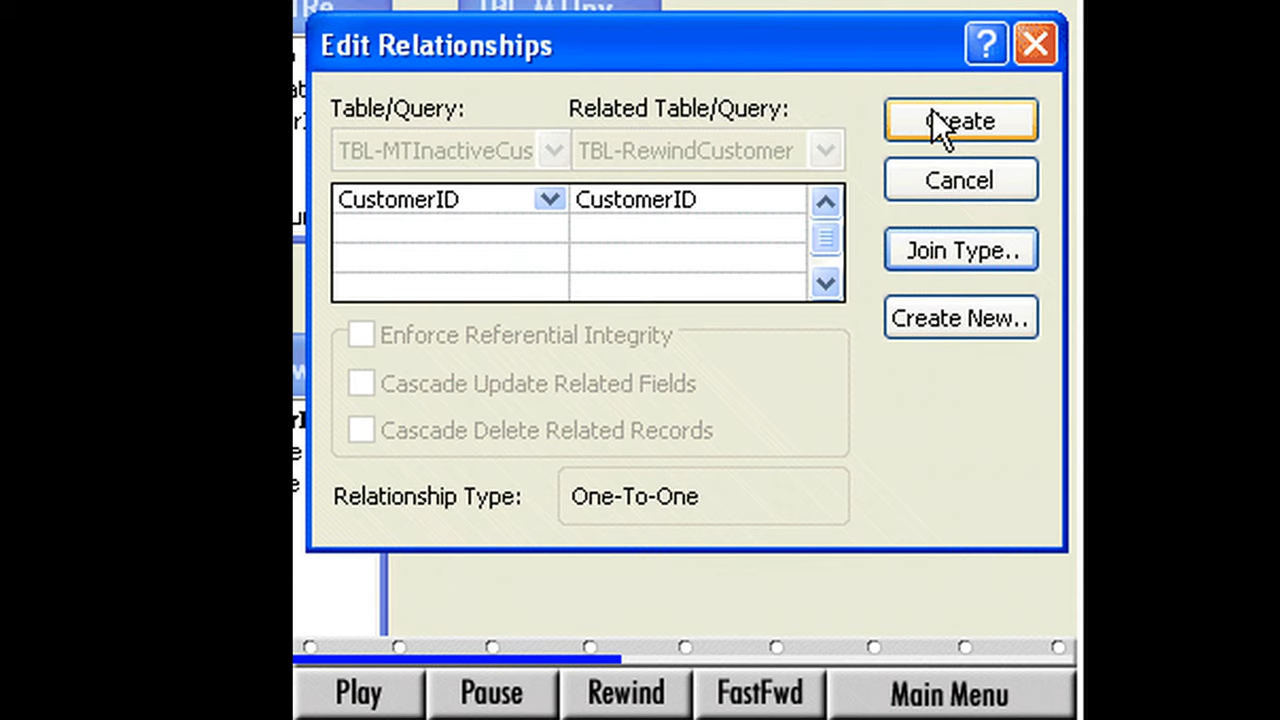 Edit Relationships
Table/Query: Related Table/Query:
TBL-MTInactiveCus TBL-RewindCustomer
CustomerID CustomerID
Create
Cancel
Join Type..
Create New..
Enforce Referential Integrity
Cascade Update Related Fields
Cascade Delete Related Records
Relationship Type: One-To-One
Play Pause Rewind FastFwd Main Menu